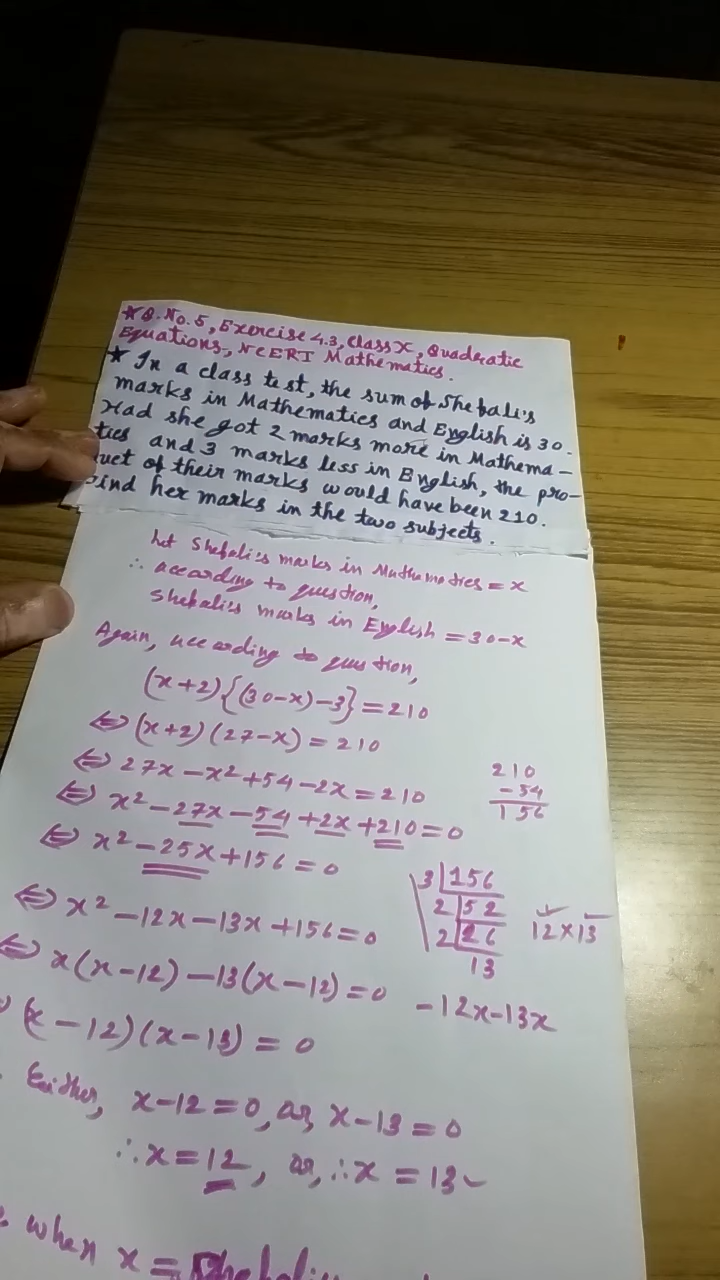 ★ Q. No. 5, Exercise 4.3, Class X, Quadratic
Equations, NCERT Mathematics.
★ In a class test, the sum of Shefali's
marks in Mathematics and English is 30.
Had she got 2 marks more in Mathema-
tics and 3 marks less in English, the pro-
duct of their marks would have been 210.
Find her marks in the two subjects.
Let Shefali's marks in Mathematics = x
∴ according to question,
Shefali's marks in English = 30-x
Again, according to question,
(x+2){(30-x)-3}=210
⇔ (x+2)(27-x) = 210
⇔ 27x-x²+54-2x=210
210
-54
156
⇔ x²-27x-54+2x+210=0
⇔ x²-25x+156=0
3|156
2|52
2|26
13
12x13
⇔ x²-12x-13x+156=0
⇔ x(x-12)-13(x-12)=0
-12x-13x
(x-12)(x-13) = 0
Either, x-12=0, or, x-13=0
∴x=12, or, ∴x=13
when x = Shefali's